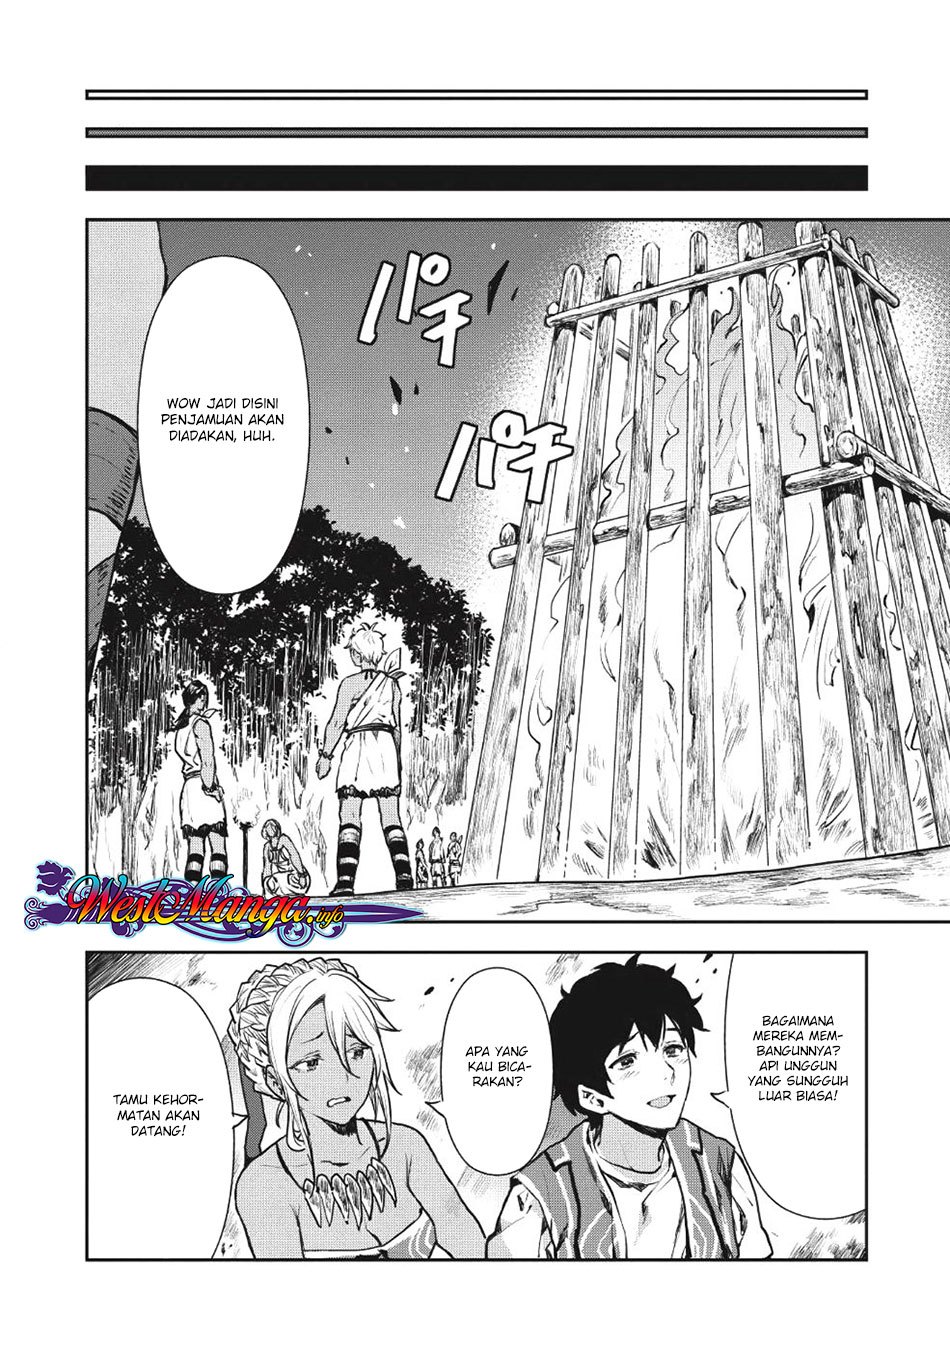 WOW JADI DISINI
PENJAMUAN AKAN
DIADAKAN, HUH.
パチ
パチ
WestManga.info
BAGAIMANA
MEREKA MEM-
BANGUNNYA?
API UNGGUN
YANG SUNGGUH
LUAR BIASA!
APA YANG
KAU BICA-
RAKAN?
TAMU KEHOR-
MATAN AKAN
DATANG!